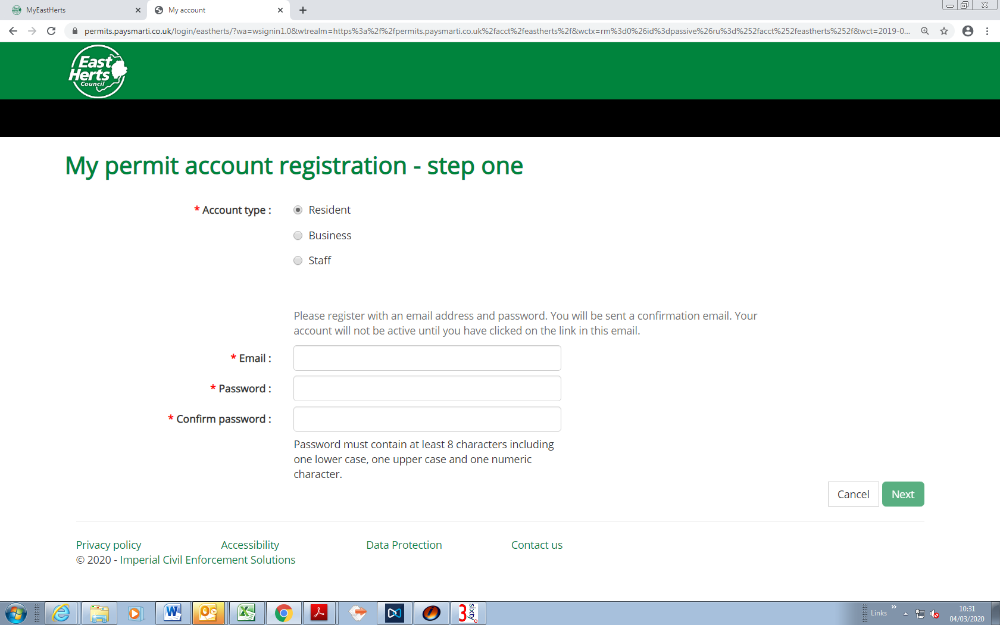 MyEastHerts
My account
permits.paysmarti.co.uk/login/eastherts/?wa=wsignin1.0&wtrealm=https%3a%2f%2fpermits.paysmarti.co.uk%2facct%2feastherts%2f&wctx=rm%3d0%26id%3dpassive%26ru%3d%252facct%252feastherts%252f&wct=2019-0...
East
Herts
Council
My permit account registration - step one
* Account type :
Resident
Business
Staff
Please register with an email address and password. You will be sent a confirmation email. Your
account will not be active until you have clicked on the link in this email.
* Email :
* Password :
* Confirm password :
Password must contain at least 8 characters including
one lower case, one upper case and one numeric
character.
Cancel
Next
Privacy policy
Accessibility
Data Protection
Contact us
© 2020 - Imperial Civil Enforcement Solutions
3 sixty
Links
10:31
04/03/2020